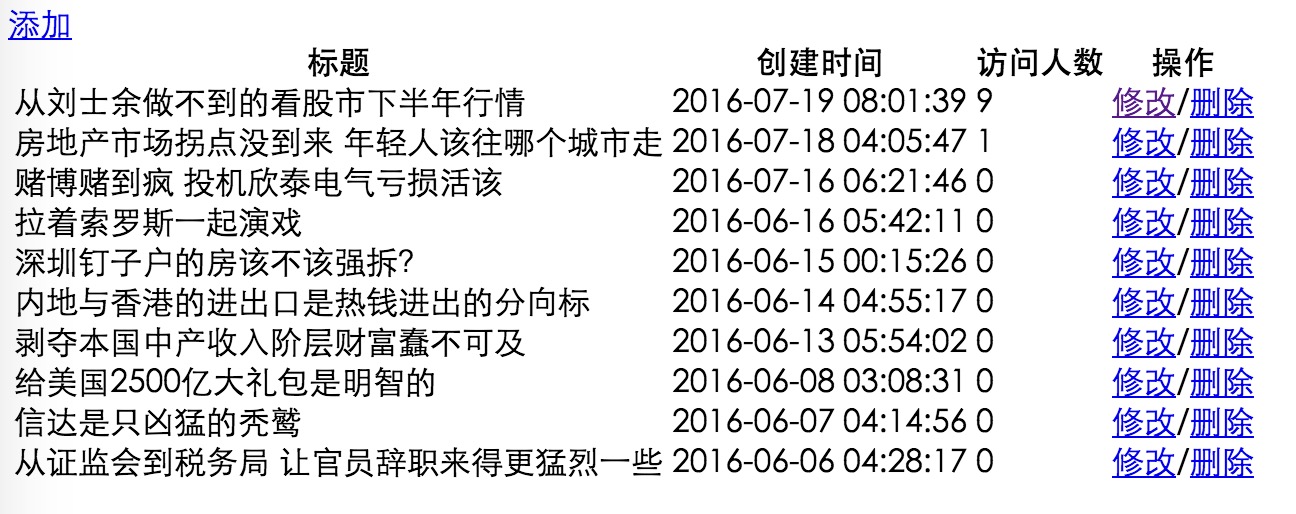 添加
标题 创建时间 访问人数 操作
从刘士余做不到的看股市下半年行情 2016-07-19 08:01:39 9 修改/删除
房地产市场拐点没到来 年轻人该往哪个城市走 2016-07-18 04:05:47 1 修改/删除
赌博赌到疯 投机欣泰电气亏损活该 2016-07-16 06:21:46 0 修改/删除
拉着索罗斯一起演戏 2016-06-16 05:42:11 0 修改/删除
深圳钉子户的房该不该强拆? 2016-06-15 00:15:26 0 修改/删除
内地与香港的进出口是热钱进出的分向标 2016-06-14 04:55:17 0 修改/删除
剥夺本国中产收入阶层财富蠢不可及 2016-06-13 05:54:02 0 修改/删除
给美国2500亿大礼包是明智的 2016-06-08 03:08:31 0 修改/删除
信达是只凶猛的秃鹫 2016-06-07 04:14:56 0 修改/删除
从证监会到税务局 让官员辞职来得更猛烈一些 2016-06-06 04:28:17 0 修改/删除